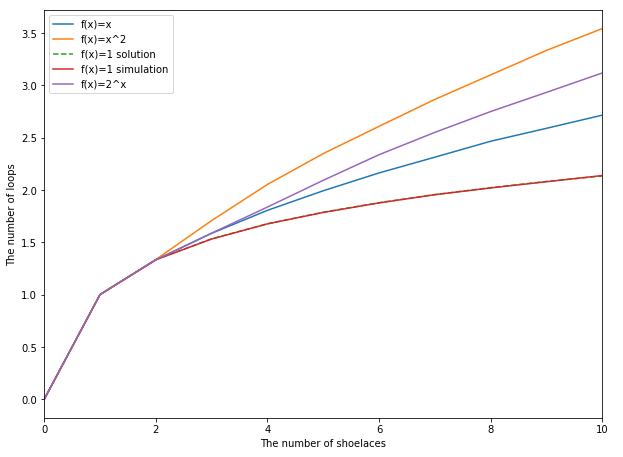 f(x)=x
f(x)=x^2
f(x)=1 solution
f(x)=1 simulation
f(x)=2^x
3.5
3.0
2.5
2.0
1.5
1.0
0.5
0.0
The number of loops
0 2 4 6 8 10
The number of shoelaces